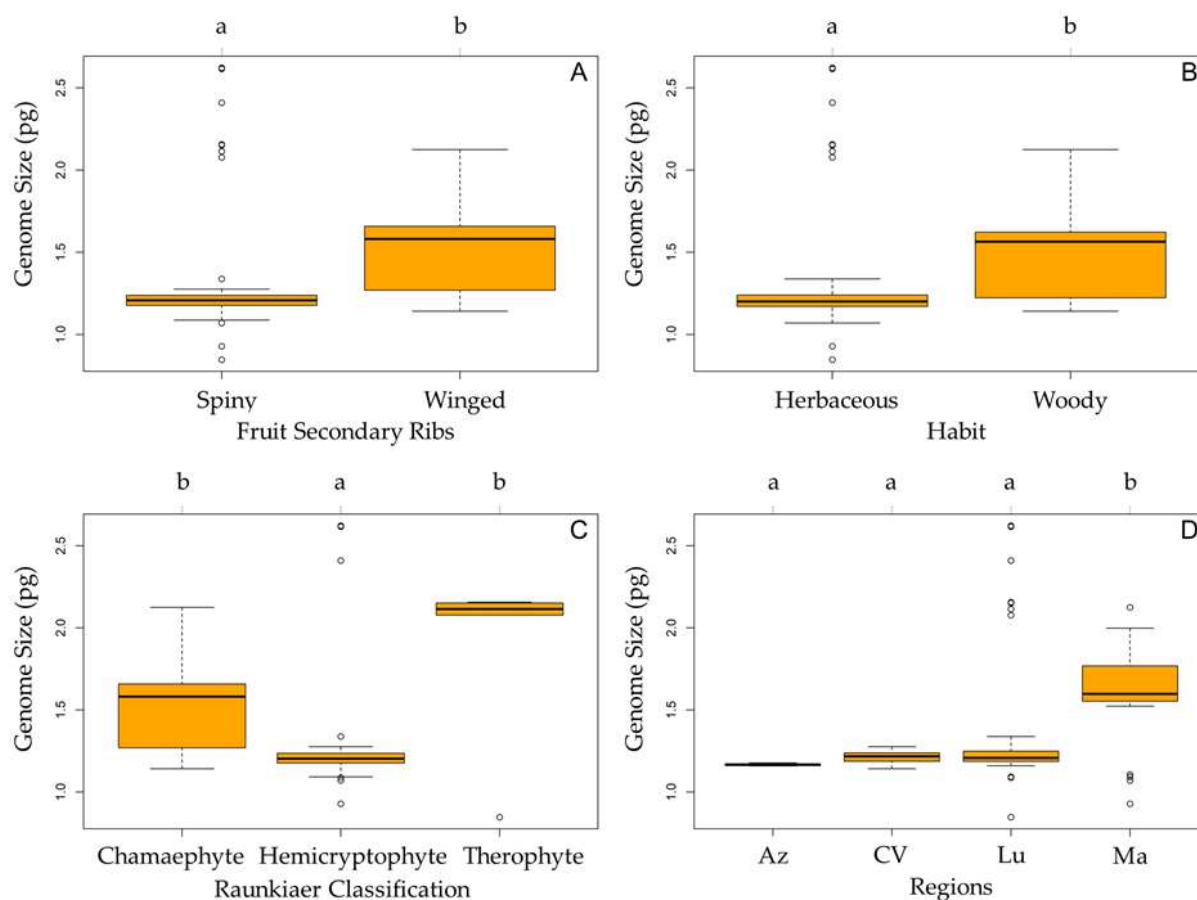 a b
A
Genome Size (pg)
2.5
2.0
1.5
1.0
Spiny Winged
Fruit Secondary Ribs
a b
B
Genome Size (pg)
2.5
2.0
1.5
1.0
Herbaceous Woody
Habit
b a b
C
Genome Size (pg)
2.5
2.0
1.5
1.0
Chamaephyte Hemicryptophyte Therophyte
Raunkiaer Classification
a a a b
D
Genome Size (pg)
2.5
2.0
1.5
1.0
Az CV Lu Ma
Regions